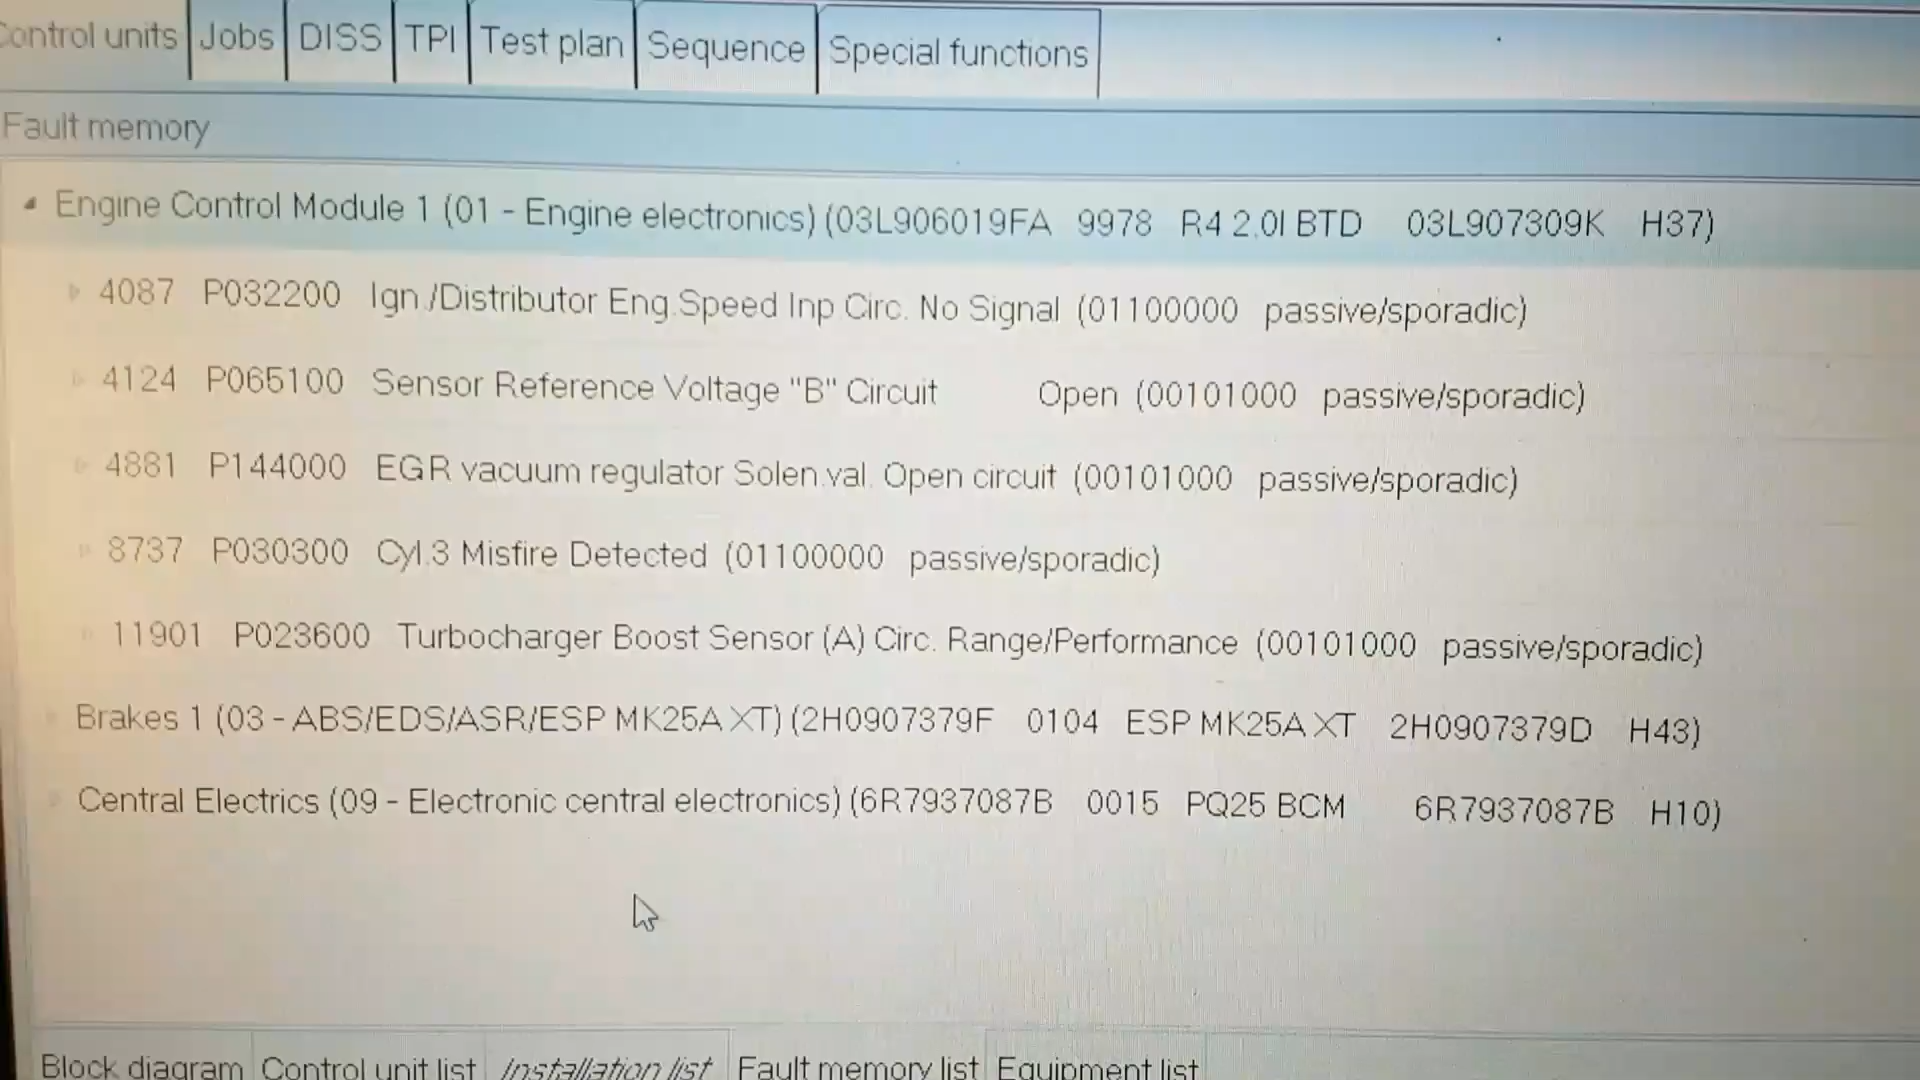 Control units Jobs DISS TPI Test plan Sequence Special functions
Fault memory
Engine Control Module 1 (01 - Engine electronics) (03L906019FA 9978 R4 2.0l BTD 03L907309K H37)
4087 P032200 Ign./Distributor Eng.Speed Inp.Circ. No Signal (01100000 passive/sporadic)
4124 P065100 Sensor Reference Voltage "B" Circuit Open (00101000 passive/sporadic)
4881 P144000 EGR vacuum regulator Solen.val. Open circuit (00101000 passive/sporadic)
8737 P030300 Cyl.3 Misfire Detected (01100000 passive/sporadic)
11901 P023600 Turbocharger Boost Sensor (A) Circ. Range/Performance (00101000 passive/sporadic)
Brakes 1 (03 - ABS/EDS/ASR/ESP MK25A XT) (2H0907379F 0104 ESP MK25A XT 2H0907379D H43)
Central Electrics (09 - Electronic central electronics) (6R7937087B 0015 PQ25 BCM 6R7937087B H10)
Block diagram Control unit list Installation list Fault memory list Equipment list